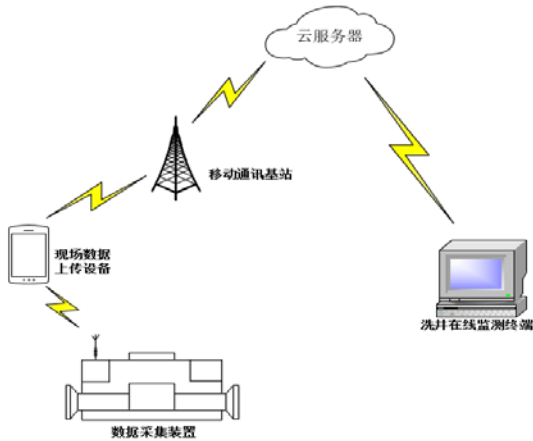 云服务器
移动通讯基站
现场数据
上传设备
洗井在线监测终端
数据采集装置